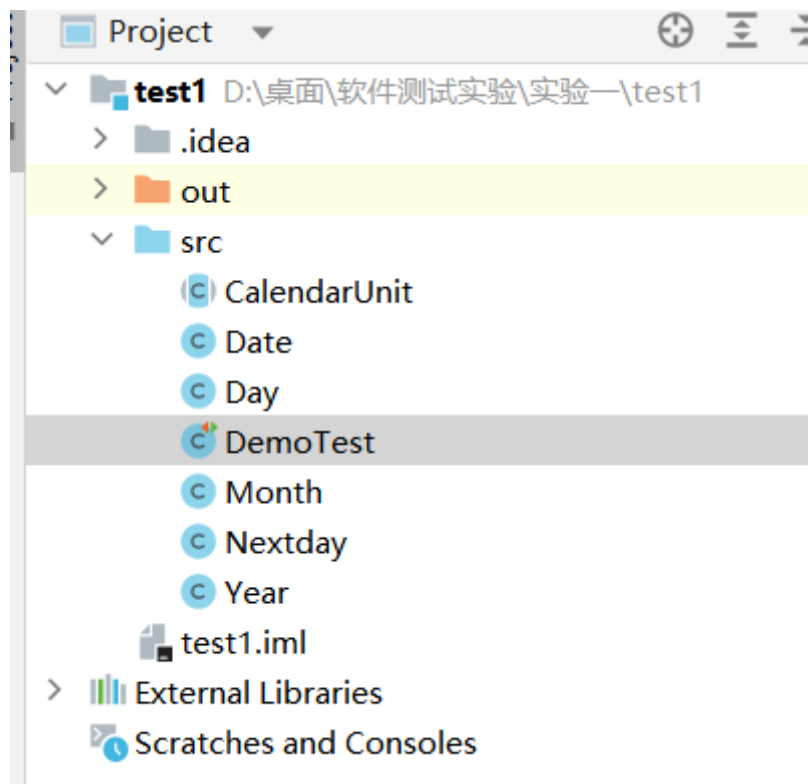 Project
test1 D:\桌面\软件测试实验\实验一\test1
.idea
out
src
CalendarUnit
Date
Day
DemoTest
Month
Nextday
Year
test1.iml
External Libraries
Scratches and Consoles